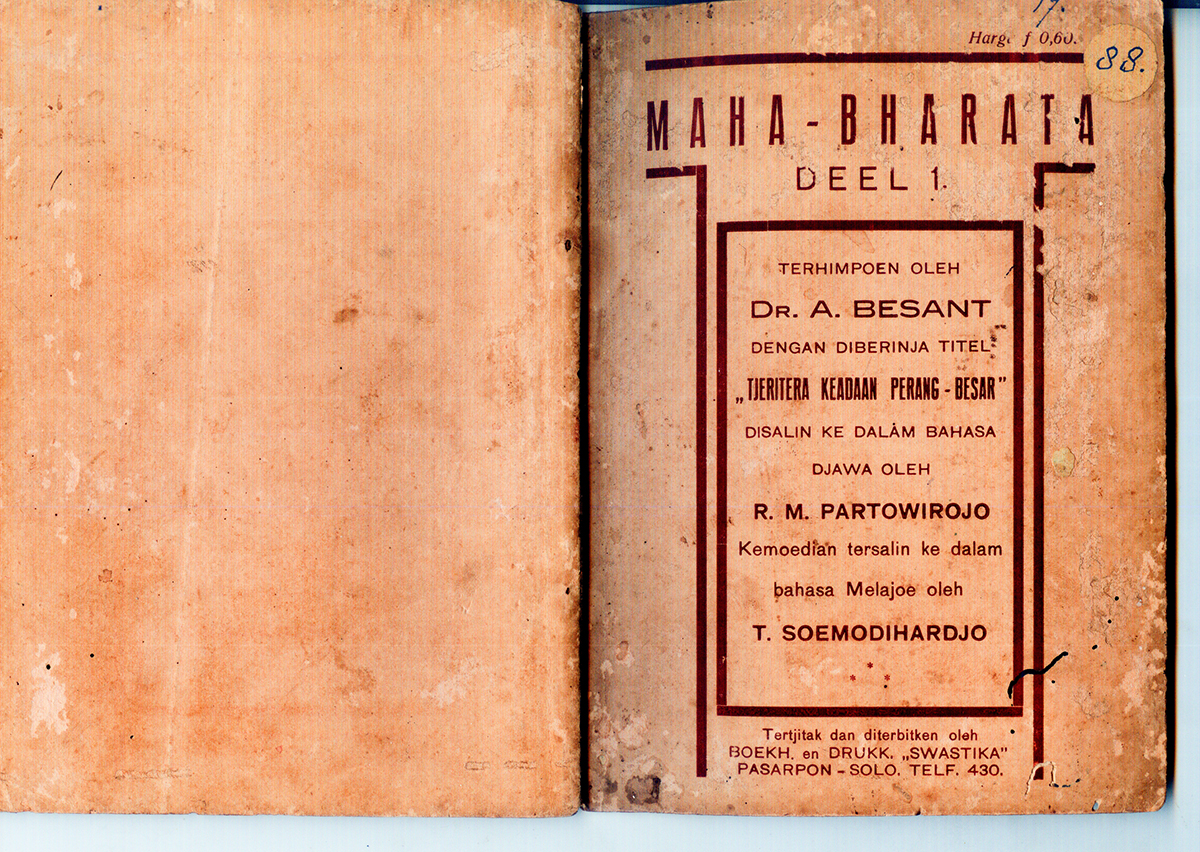 17.
Harga f 0,60.
88.
MAHA-BHARATA
DEEL 1.
TERHIMPOEN OLEH
DR. A. BESANT
DENGAN DIBERINJA TITEL
„TJERITERA KEADAAN PERANG-BESAR”
DISALIN KE DALÀM BAHASA
DJAWA OLEH
R. M. PARTOWIROJO
Kemoedian tersalin ke dalam
bahasa Melajoe oleh
T. SOEMODIHARDJO
* * *
Tertjitak dan diterbitken oleh
BOEKH. en DRUKK. „SWASTIKA”
PASARPON – SOLO. TELF. 430.